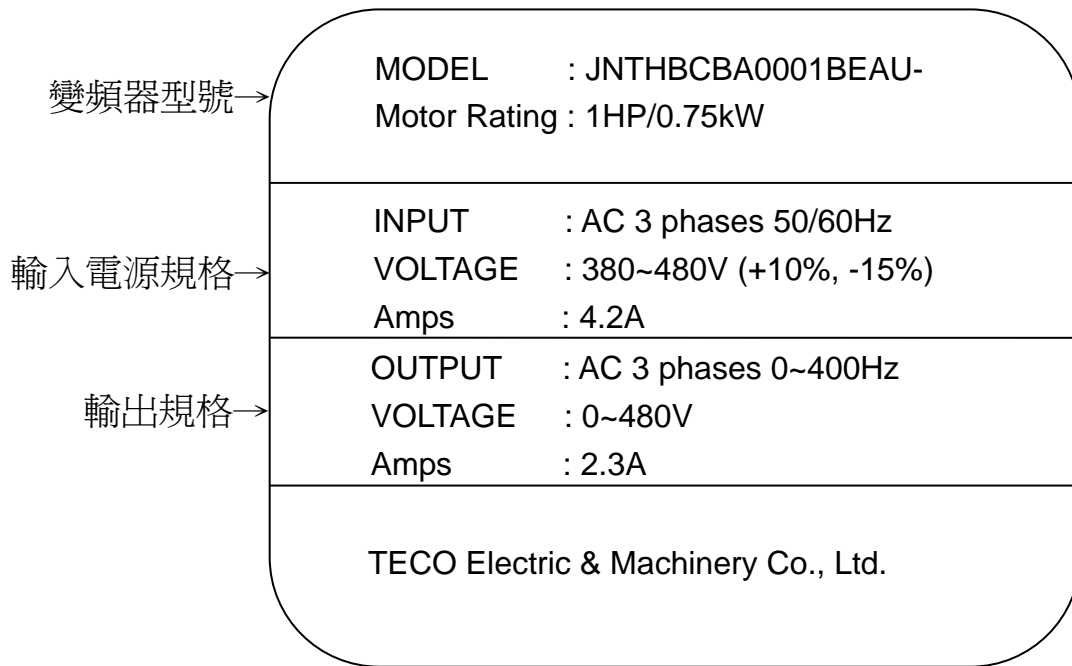 變頻器型號→
MODEL : JNTHBCBA0001BEAU-
Motor Rating : 1HP/0.75kW
輸入電源規格→
INPUT : AC 3 phases 50/60Hz
VOLTAGE : 380~480V (+10%, -15%)
Amps : 4.2A
輸出規格→
OUTPUT : AC 3 phases 0~400Hz
VOLTAGE : 0~480V
Amps : 2.3A
TECO Electric & Machinery Co., Ltd.